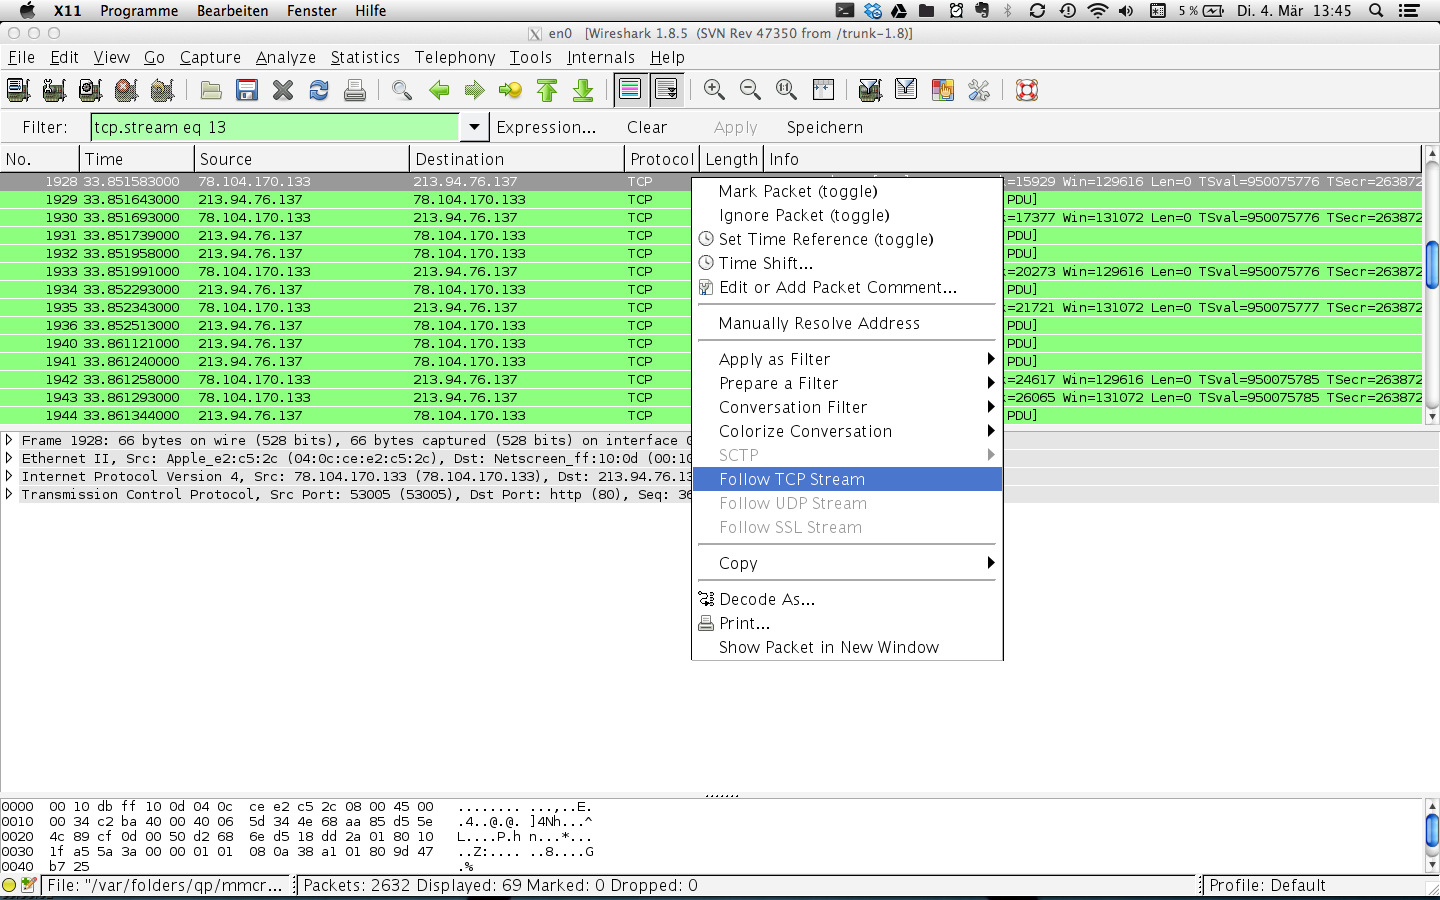 X11 Programme Bearbeiten Fenster Hilfe 5 % Di. 4. Mär 13:45
en0 [Wireshark 1.8.5 (SVN Rev 47350 from /trunk-1.8)]
File Edit View Go Capture Analyze Statistics Telephony Tools Internals Help
Filter: tcp.stream eq 13 Expression... Clear Apply Speichern
No. Time Source Destination Protocol Length Info
1928 33.851583000 78.104.170.133 213.94.76.137 TCP =15929 Win=129616 Len=0 TSval=950075776 TSecr=263872
1929 33.851643000 213.94.76.137 78.104.170.133 TCP PDU]
1930 33.851693000 78.104.170.133 213.94.76.137 TCP =17377 Win=131072 Len=0 TSval=950075776 TSecr=263872
1931 33.851739000 213.94.76.137 78.104.170.133 TCP PDU]
1932 33.851958000 213.94.76.137 78.104.170.133 TCP PDU]
1933 33.851991000 78.104.170.133 213.94.76.137 TCP =20273 Win=129616 Len=0 TSval=950075776 TSecr=263872
1934 33.852293000 213.94.76.137 78.104.170.133 TCP PDU]
1935 33.852343000 78.104.170.133 213.94.76.137 TCP =21721 Win=131072 Len=0 TSval=950075777 TSecr=263872
1936 33.852513000 213.94.76.137 78.104.170.133 TCP PDU]
1940 33.861121000 213.94.76.137 78.104.170.133 TCP PDU]
1941 33.861240000 213.94.76.137 78.104.170.133 TCP PDU]
1942 33.861258000 78.104.170.133 213.94.76.137 TCP =24617 Win=129616 Len=0 TSval=950075785 TSecr=263872
1943 33.861293000 78.104.170.133 213.94.76.137 TCP =26065 Win=131072 Len=0 TSval=950075785 TSecr=263872
1944 33.861344000 213.94.76.137 78.104.170.133 TCP PDU]
Mark Packet (toggle)
Ignore Packet (toggle)
Set Time Reference (toggle)
Time Shift...
Edit or Add Packet Comment...
Manually Resolve Address
Apply as Filter
Prepare a Filter
Conversation Filter
Colorize Conversation
SCTP
Follow TCP Stream
Follow UDP Stream
Follow SSL Stream
Copy
Decode As...
Print...
Show Packet in New Window
Frame 1928: 66 bytes on wire (528 bits), 66 bytes captured (528 bits) on interface 0
Ethernet II, Src: Apple_e2:c5:2c (04:0c:ce:e2:c5:2c), Dst: Netscreen_ff:10:0d (00:10
Internet Protocol Version 4, Src: 78.104.170.133 (78.104.170.133), Dst: 213.94.76.13
Transmission Control Protocol, Src Port: 53005 (53005), Dst Port: http (80), Seq: 36
0000 00 10 db ff 10 0d 04 0c ce e2 c5 2c 08 00 45 00 ........ ...,..E.
0010 00 34 c2 ba 40 00 40 06 5d 34 4e 68 aa 85 d5 5e .4..@.@. ]4Nh...^
0020 4c 89 cf 0d 00 50 d2 68 6e d5 18 dd 2a 01 80 10 L....P.h n...*...
0030 1f a5 5a 3a 00 00 01 01 08 0a 38 a1 01 80 9d 47 ..Z:.... ..8....G
0040 b7 25 .%
File: "/var/folders/qp/mmcr... Packets: 2632 Displayed: 69 Marked: 0 Dropped: 0 Profile: Default